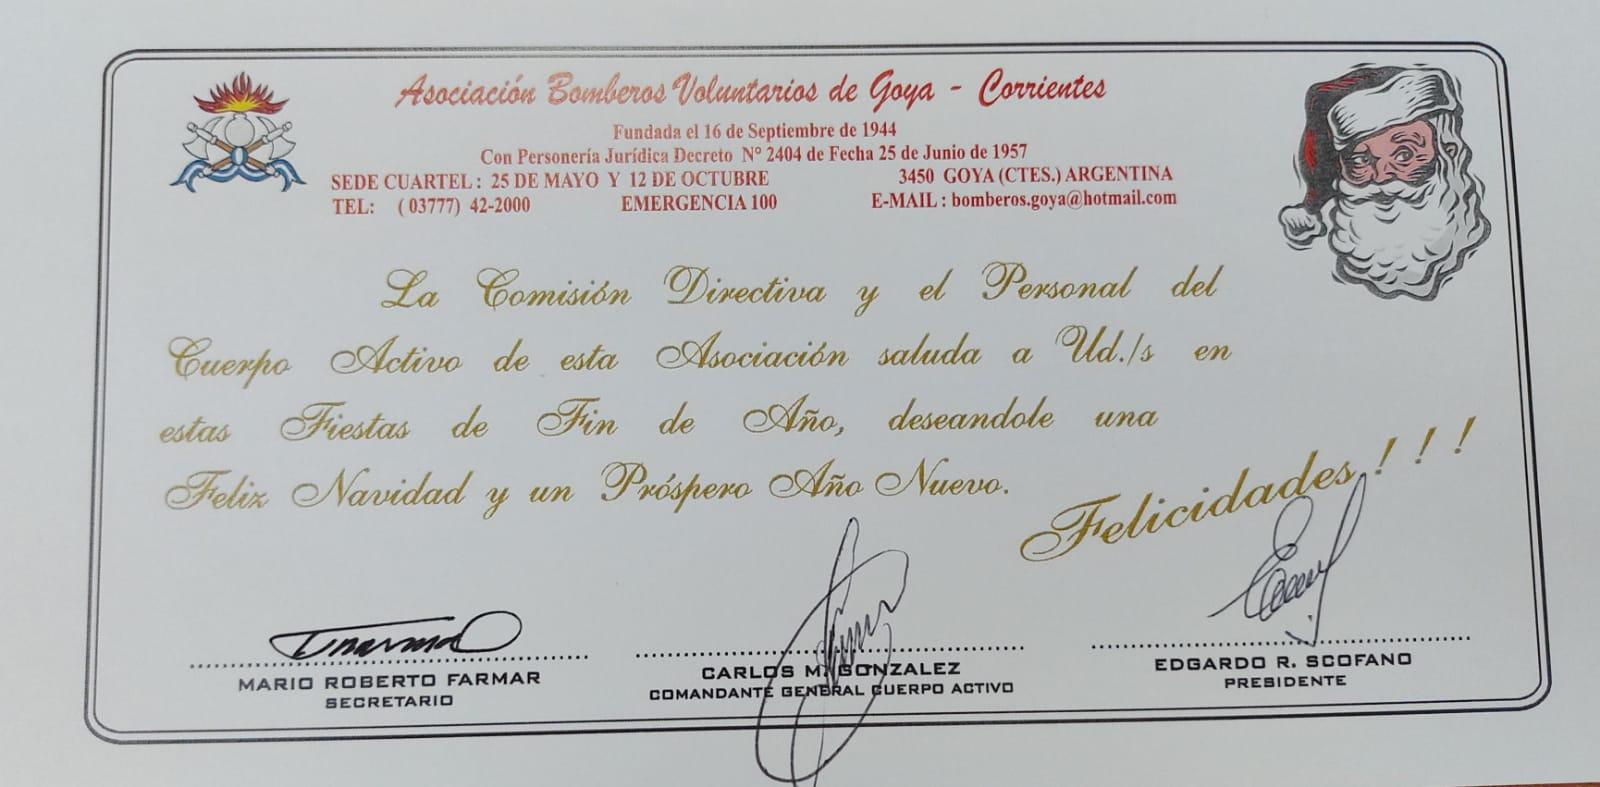 Asociación Bomberos Voluntarios de Goya - Corrientes
Fundada el 16 de Septiembre de 1944
Con Personería Jurídica Decreto N° 2404 de Fecha 25 de Junio de 1957
SEDE CUARTEL : 25 DE MAYO Y 12 DE OCTUBRE 3450 GOYA (CTES.) ARGENTINA
TEL: ( 03777) 42-2000 EMERGENCIA 100 E-MAIL : bomberos.goya@hotmail.com
La Comisión Directiva y el Personal del
Cuerpo Activo de esta Asociación saluda a Ud./s en
estas Fiestas de Fin de Año, deseandole una
Feliz Navidad y un Próspero Año Nuevo.
Felicidades ! ! !
MARIO ROBERTO FARMAR
SECRETARIO
CARLOS M. GONZALEZ
COMANDANTE GENERAL CUERPO ACTIVO
EDGARDO R. SCOFANO
PRESIDENTE